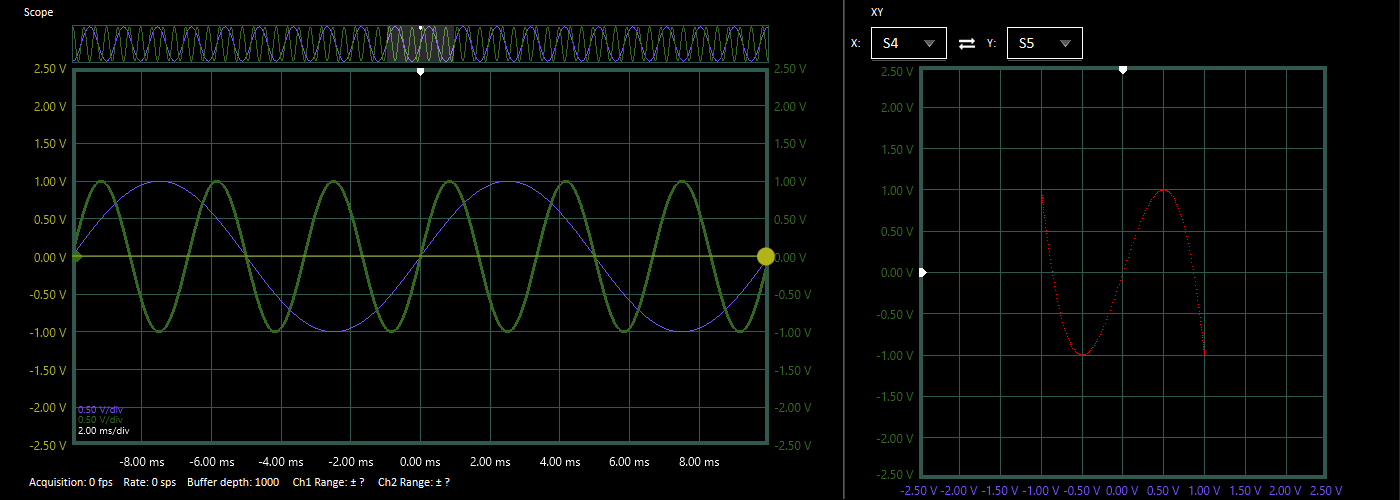 Scope
2.50 V 2.50 V
2.00 V 2.00 V
1.50 V 1.50 V
1.00 V 1.00 V
0.50 V 0.50 V
0.00 V 0.00 V
-0.50 V -0.50 V
-1.00 V -1.00 V
-1.50 V -1.50 V
-2.00 V -2.00 V
0.50 V/div
0.50 V/div
2.00 ms/div
-2.50 V -2.50 V
-8.00 ms -6.00 ms -4.00 ms -2.00 ms 0.00 ms 2.00 ms 4.00 ms 6.00 ms 8.00 ms
Acquisition: 0 fps Rate: 0 sps Buffer depth: 1000 Ch1 Range: ± ? Ch2 Range: ± ?
XY
X: S4 Y: S5
2.50 V
2.00 V
1.50 V
1.00 V
0.50 V
0.00 V
-0.50 V
-1.00 V
-1.50 V
-2.00 V
-2.50 V
-2.50 V -2.00 V -1.50 V -1.00 V -0.50 V 0.00 V 0.50 V 1.00 V 1.50 V 2.00 V 2.50 V